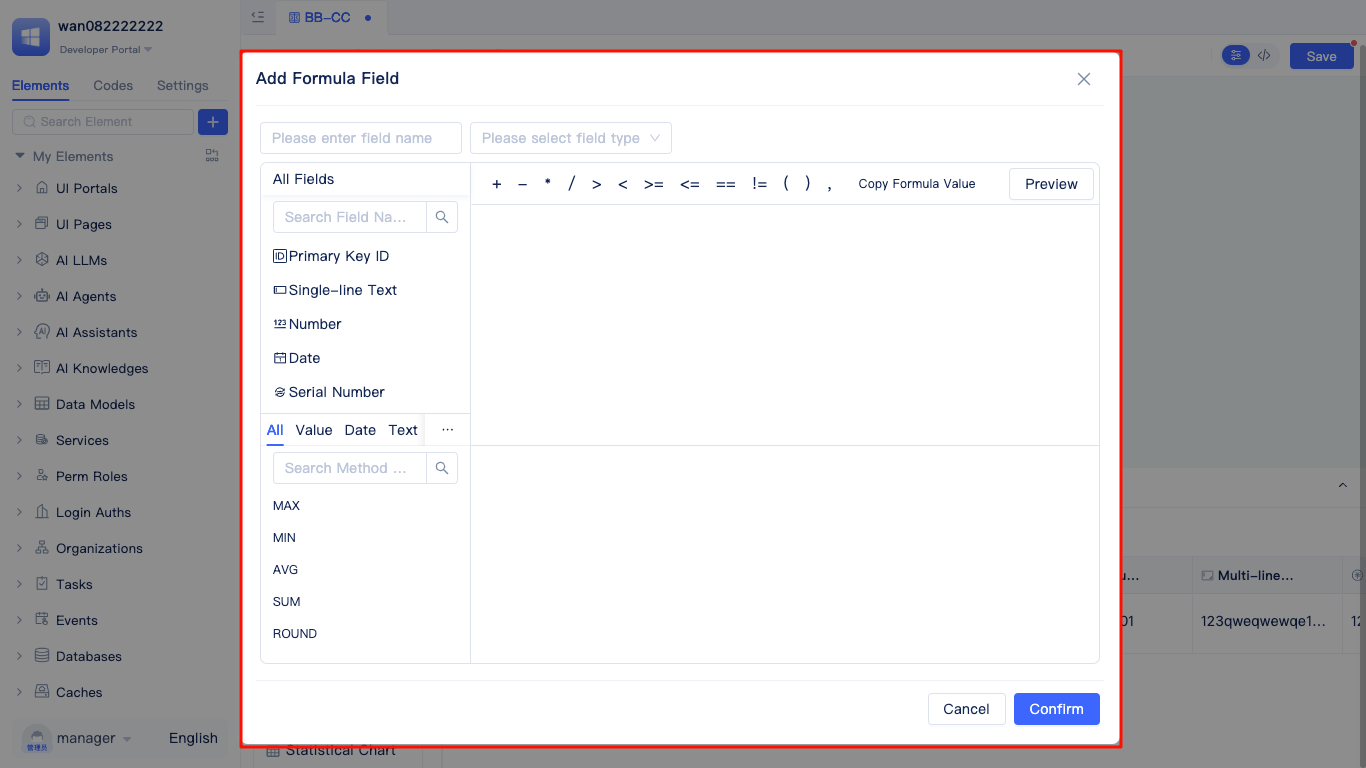 wan082222222
Developer Portal
Elements Codes Settings
Search Element
My Elements
UI Portals
UI Pages
AI LLMs
AI Agents
AI Assistants
AI Knowledges
Data Models
Services
Perm Roles
Login Auths
Organizations
Tasks
Events
Databases
Caches
管理员
manager
English
BB-CC
Save
Add Formula Field
Please enter field name
Please select field type
All Fields
+ - * / > < >= <= == != ( ) , Copy Formula Value Preview
Search Field Na...
Primary Key ID
Single-line Text
Number
Date
Serial Number
All Value Date Text ...
Search Method ...
MAX
MIN
AVG
SUM
ROUND
Cancel Confirm
u... Multi-line...
01 123qweqwewqe1... 12
Statistical Chart